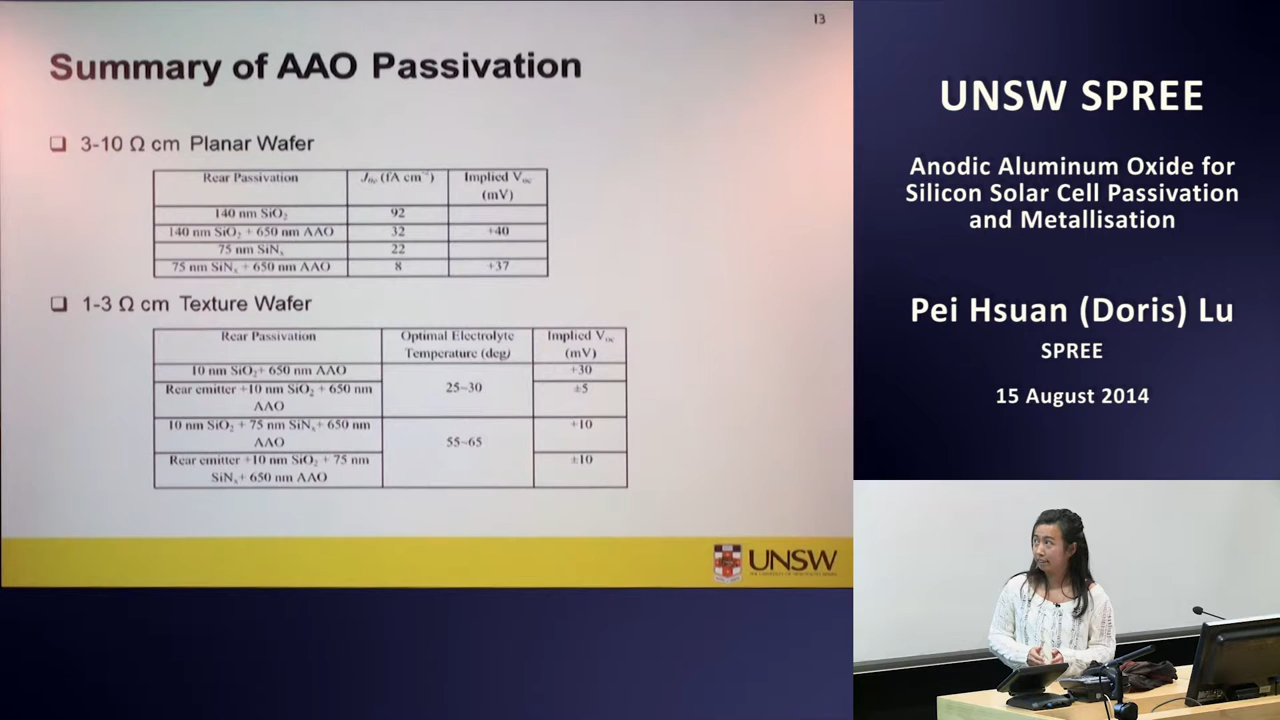 13
Summary of AAO Passivation
❑ 3-10 Ω cm Planar Wafer
Rear Passivation J₀ₑ (fA cm⁻²) Implied Vₒc (mV)
140 nm SiO₂ 92
140 nm SiO₂ + 650 nm AAO 32 +40
75 nm SiNₓ 22
75 nm SiNₓ + 650 nm AAO 8 +37
❑ 1-3 Ω cm Texture Wafer
Rear Passivation Optimal Electrolyte Temperature (deg) Implied Vₒc (mV)
10 nm SiO₂+ 650 nm AAO +30
Rear emitter +10 nm SiO₂ + 650 nm AAO 25~30 ±5
10 nm SiO₂ + 75 nm SiNₓ+ 650 nm AAO +10
55~65
Rear emitter +10 nm SiO₂ + 75 nm SiNₓ+ 650 nm AAO ±10
UNSW
UNSW SPREE
Anodic Aluminum Oxide for
Silicon Solar Cell Passivation
and Metallisation
Pei Hsuan (Doris) Lu
SPREE
15 August 2014